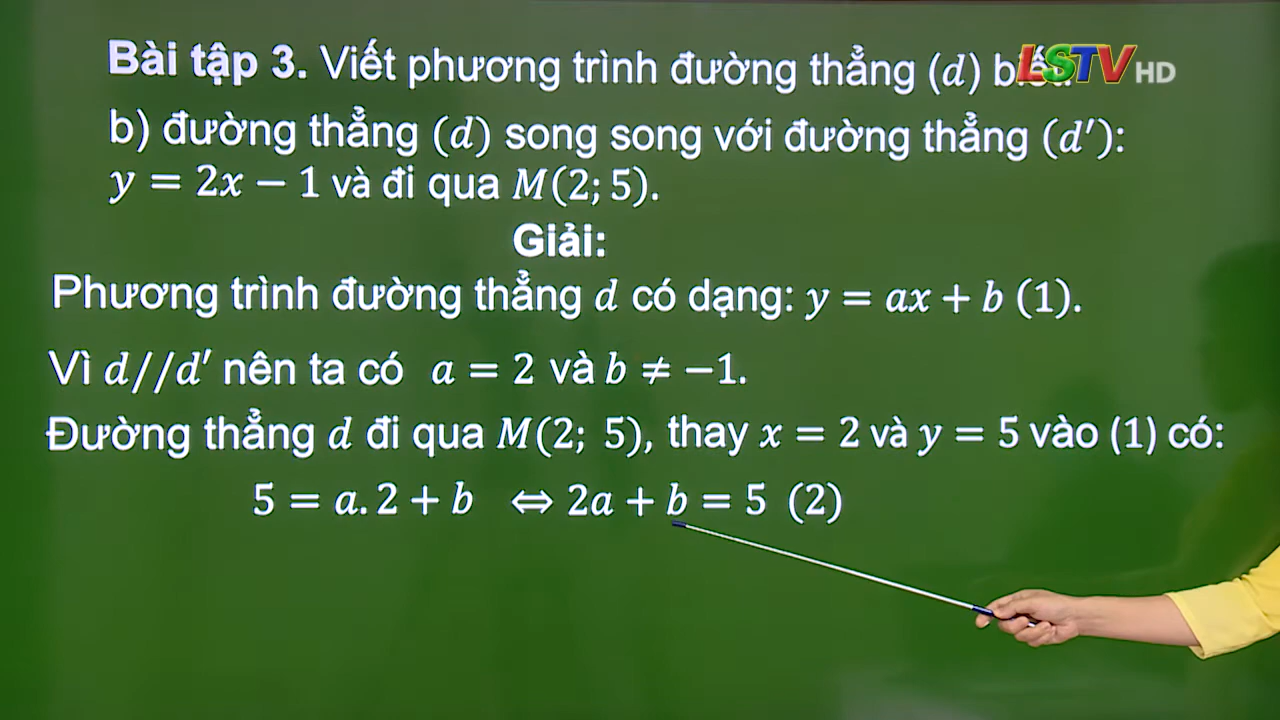 Bài tập 3. Viết phương trình đường thẳng (d) biết
LSTV HD
b) đường thẳng (d) song song với đường thẳng (d′):
y = 2x − 1 và đi qua M(2; 5).
Giải:
Phương trình đường thẳng d có dạng: y = ax + b (1).
Vì d//d′ nên ta có a = 2 và b ≠ −1.
Đường thẳng d đi qua M(2; 5), thay x = 2 và y = 5 vào (1) có:
5 = a. 2 + b ⇔ 2a + b = 5 (2)